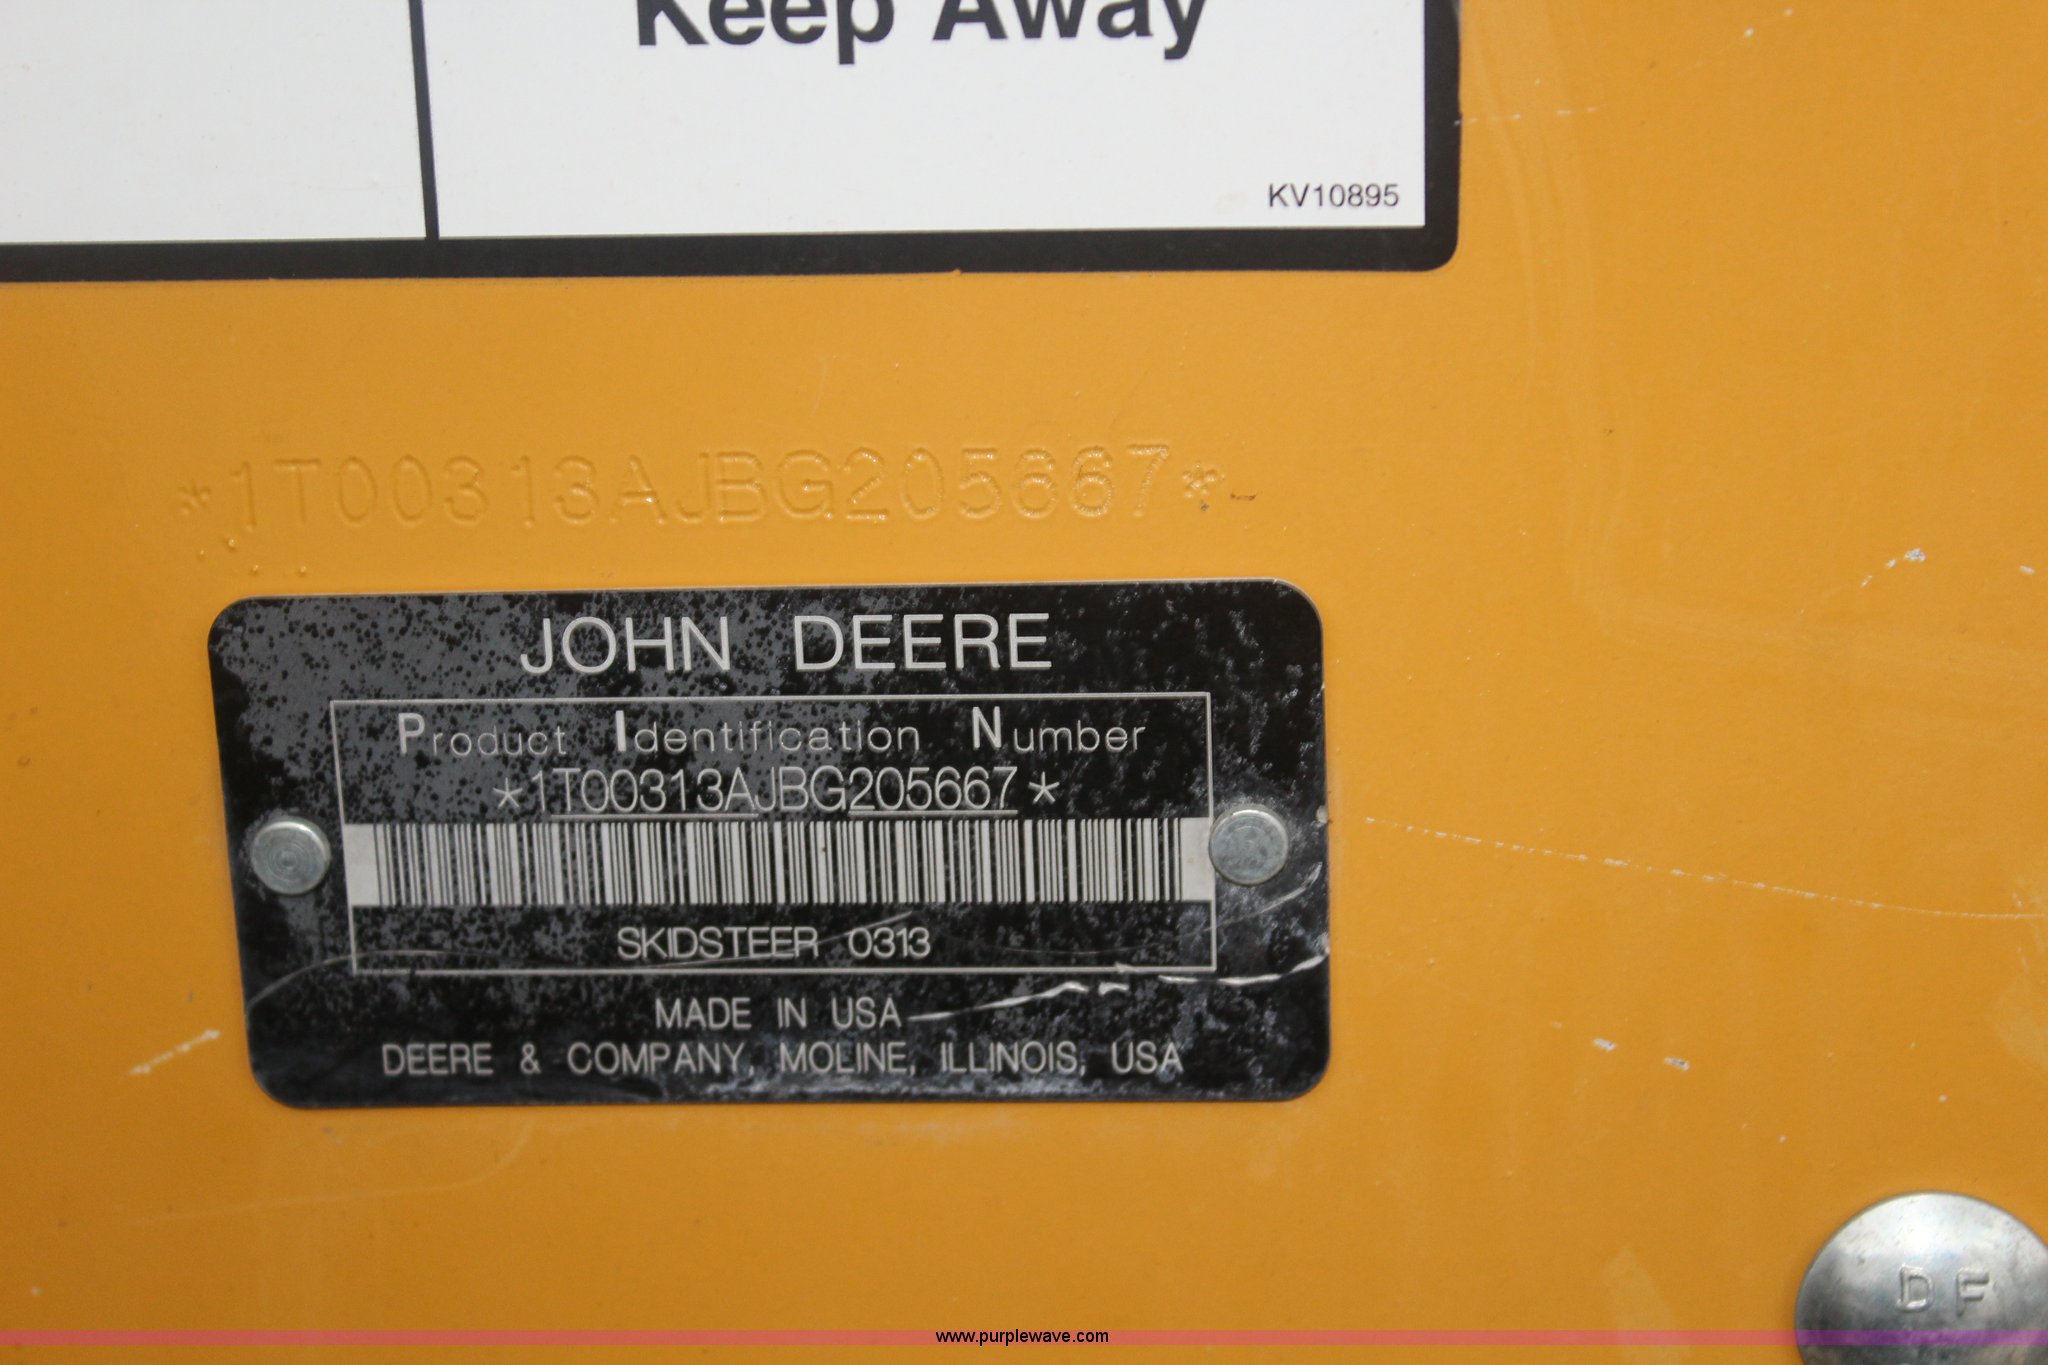 Keep Away
KV10895
*1T00313AJBG205667*
JOHN DEERE
Product Identification Number
*1T00313AJBG205667*
SKIDSTEER 0313
MADE IN USA
DEERE & COMPANY, MOLINE, ILLINOIS, USA
DF
www.purplewave.com